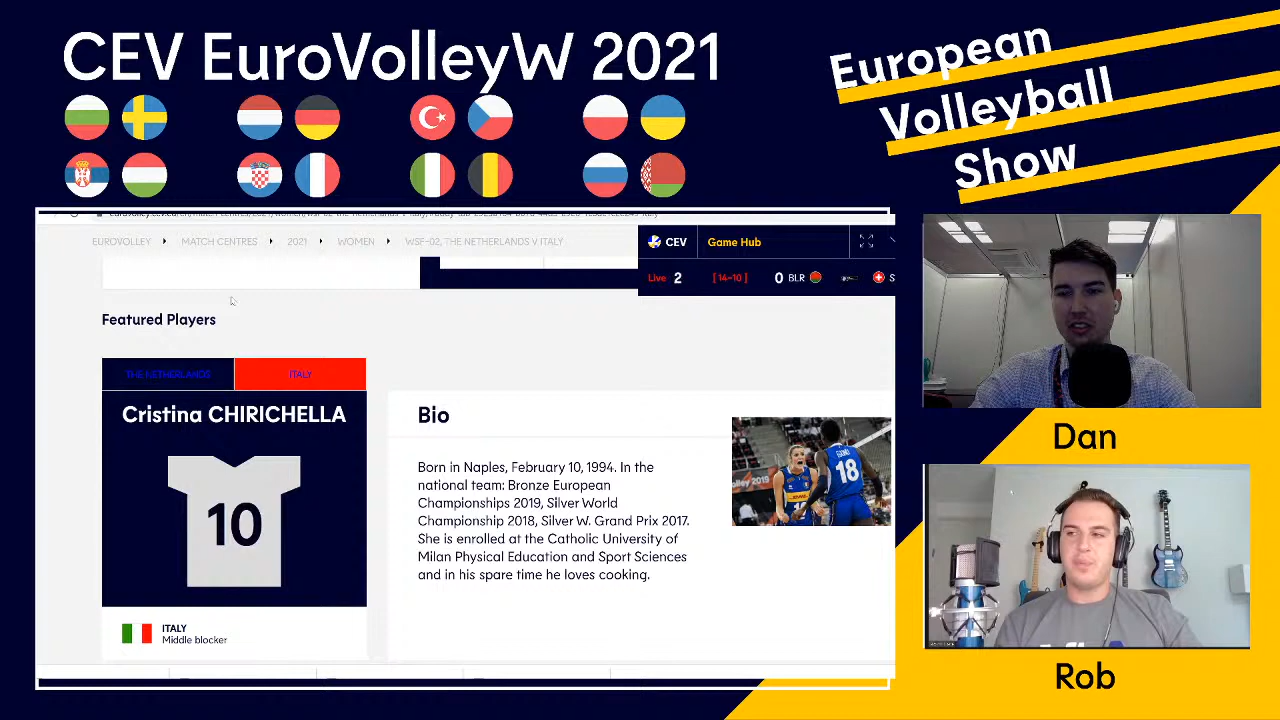 CEV EuroVolleyW 2021
European
Volleyball
Show
EUROVOLLEY MATCH CENTRES 2021 WOMEN WSF-02, THE NETHERLANDS V ITALY
CEV Game Hub
Live 2 [14-10] 0 BLR S
Featured Players
THE NETHERLANDS ITALY
Cristina CHIRICHELLA
10
ITALY
Middle blocker
Bio
Born in Naples, February 10, 1994. In the
national team: Bronze European
Championships 2019, Silver World
Championship 2018, Silver W. Grand Prix 2017.
She is enrolled at the Catholic University of
Milan Physical Education and Sport Sciences
and in his spare time he loves cooking.
18
Dan
Rob